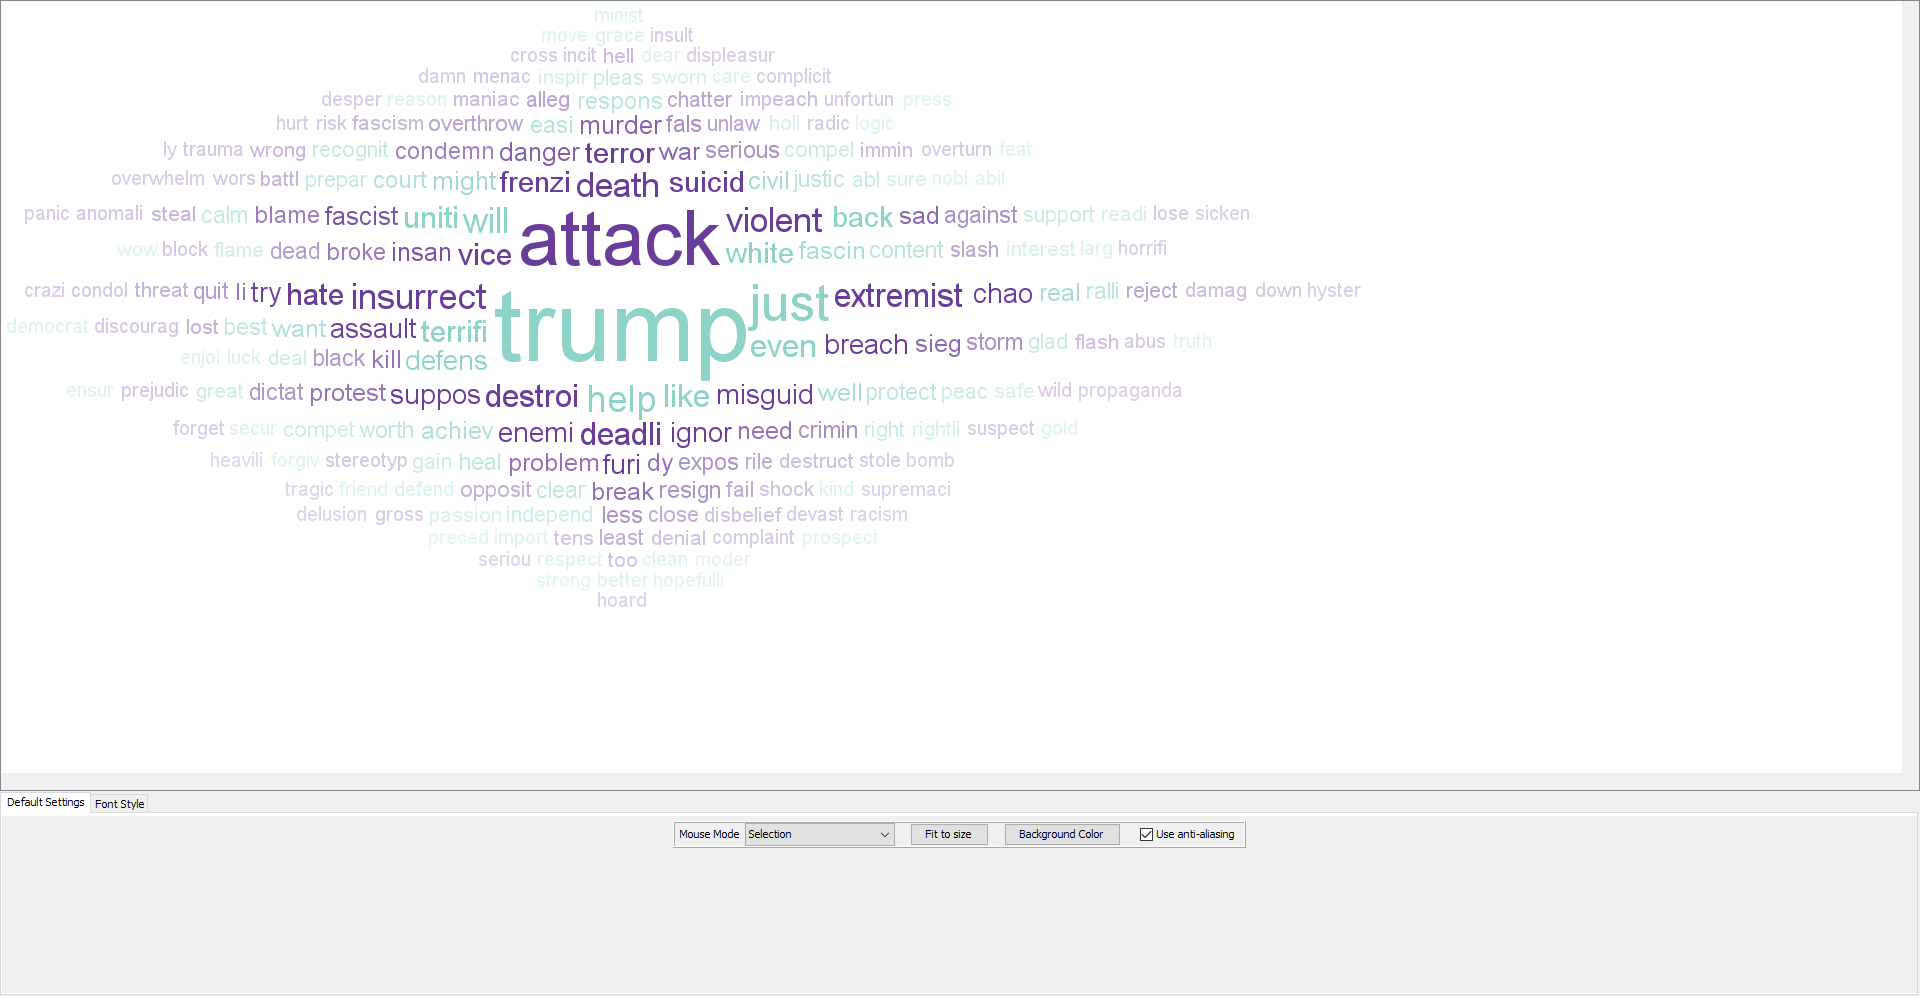 minist
move grace insult
cross incit hell dear displeasur
damn menac inspir pleas sworn care complicit
desper reason maniac alleg respons chatter impeach unfortun press
hurt risk fascism overthrow easi murder fals unlaw holi radic logic
ly trauma wrong recognit condemn danger terror war serious compel immin overturn feat
overwhelm wors battl prepar court might frenzi death suicid civil justic abl sure nobl abil
panic anomali steal calm blame fascist uniti will attack violent back sad against support readi lose sicken
wow block flame dead broke insan vice white fascin content slash interest larg horrifi
crazi condol threat quit li try hate insurrect trump just extremist chao real ralli reject damag down hyster
democrat discourag lost best want assault terrifi even breach sieg storm glad flash abus truth
enjoi luck deal black kill defens
ensur prejudic great dictat protest suppos destroi help like misguid well protect peac safe wild propaganda
forget secur compet worth achiev enemi deadli ignor need crimin right rightli suspect gold
heavili forgiv stereotyp gain heal problem furi dy expos rile destruct stole bomb
tragic friend defend opposit clear break resign fail shock kind supremaci
delusion gross passion independ less close disbelief devast racism
preced import tens least denial complaint prospect
seriou respect too clean moder
strong better hopefulli
hoard
Default Settings Font Style
Mouse Mode Selection Fit to size Background Color Use anti-aliasing